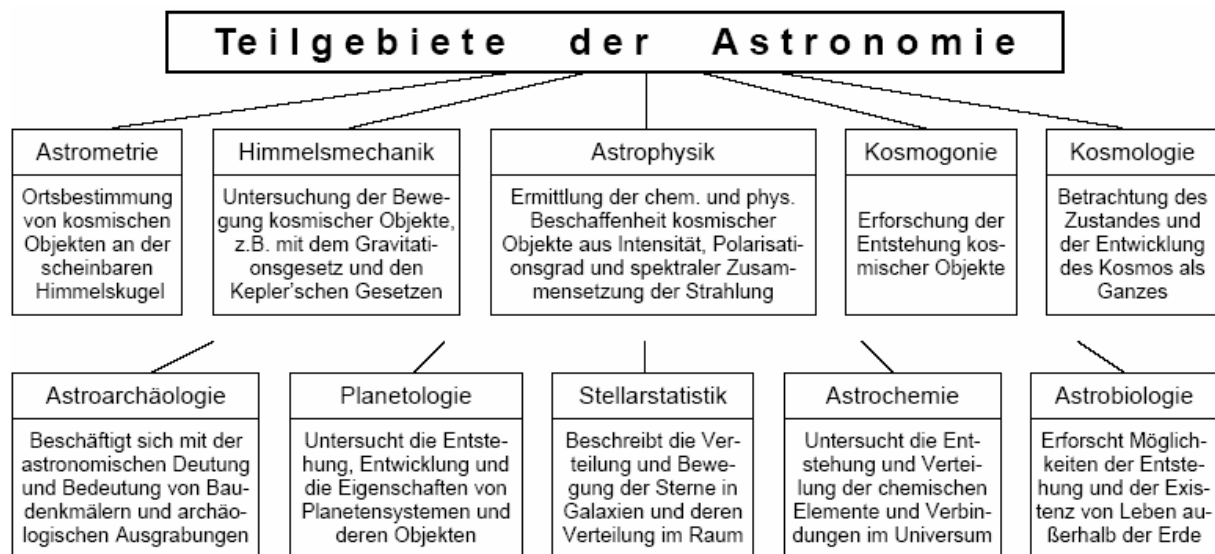 Teilgebiete der Astronomie
Astrometrie
Ortsbestimmung
von kosmischen
Objekten an der
scheinbaren
Himmelskugel
Himmelsmechanik
Untersuchung der Bewe-
gung kosmischer Objekte,
z.B. mit dem Gravitati-
onsgesetz und den
Kepler'schen Gesetzen
Astrophysik
Ermittlung der chem. und phys.
Beschaffenheit kosmischer
Objekte aus Intensität, Polarisati-
onsgrad und spektraler Zusam-
mensetzung der Strahlung
Kosmogonie
Erforschung der
Entstehung kos-
mischer Objekte
Kosmologie
Betrachtung des
Zustandes und
der Entwicklung
des Kosmos als
Ganzes
Astroarchäologie
Beschäftigt sich mit der
astronomischen Deutung
und Bedeutung von Bau-
denkmälern und archäo-
logischen Ausgrabungen
Planetologie
Untersucht die Entste-
hung, Entwicklung und
die Eigenschaften von
Planetensystemen und
deren Objekten
Stellarstatistik
Beschreibt die Ver-
teilung und Bewe-
gung der Sterne in
Galaxien und deren
Verteilung im Raum
Astrochemie
Untersucht die Ent-
stehung und Vertei-
lung der chemischen
Elemente und Verbin-
dungen im Universum
Astrobiologie
Erforscht Möglich-
keiten der Entste-
hung und der Exis-
tenz von Leben au-
ßerhalb der Erde